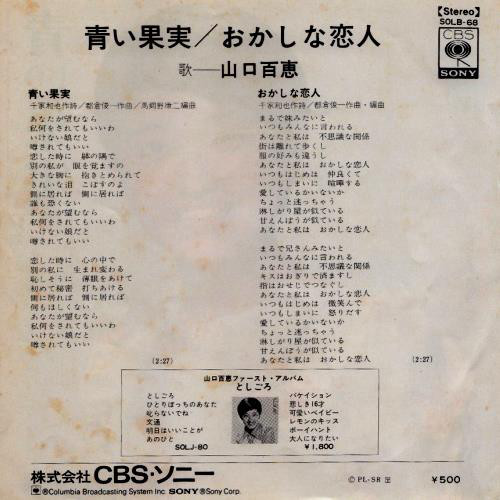 青い果実／おかしな恋人
歌――山口百恵
【Stereo】
SOLB-68
CBS
SONY
青い果実
千家和也作詩／都倉俊一作曲／馬飼野康二編曲
あなたが望むなら
私何をされてもいいわ
いけない娘だと
噂されてもいい
恋した時に 躰の隅で
別の私が 眼を覚ますの
大きな胸に 抱きとめられて
きれいな泪 こぼすのよ
側に居れば 側に居れば
誰も恐くない
あなたが望むなら
私何をされてもいいわ
いけない娘だと
噂されてもいい
恋した時に 心の中で
別の私に 生まれ変わる
恥しそうに 薄眼をあけて
初めて秘密 打ちあける
側に居れば 側に居れば
何もほしくない
あなたが望むなら
私何をされてもいいわ
いけない娘だと
噂されてもいい
(2:27)
おかしな恋人
千家和也作詩／都倉俊一作曲・編曲
まるで妹みたいと
いつもみんなに言われる
あなたと私は 不思議な関係
街は離れて歩くし
服の好みも違うし
あなたと私は おかしな恋人
いつもはじめは 仲良くて
いつもしまいに 喧嘩する
愛しているかいないか
ちょっと迷っちゃう
淋しがり屋が似ている
甘えんぼうが似ている
あなたと私は おかしな恋人
まるで兄さんみたいと
いつもみんなに言われる
あなたと私は 不思議な関係
キスはおざりで済ますし
指はおせじでつなぐし
あなたと私は おかしな恋人
いつもはじめは 微笑んで
いつもしまいに 怒りだす
愛しているかいないか
ちょっと迷っちゃう
淋しがり屋が似ている
甘えんぼうが似ている
あなたと私は おかしな恋人
(2:27)
山口百恵ファースト・アルバム
としごろ
としごろ
ひとりぼっちのあなた
叱らないでね
文通
明日はいいことが
あのひと
SOLJ-80
バケイション
悲しき16才
可愛いベイビー
レモンのキッス
ボーイハント
大人になりたい
¥1,800
株式会社CBS・ソニー
®Columbia Broadcasting System Inc. SONY®Sony Corp.
Ⓒ PL·SR
¥500